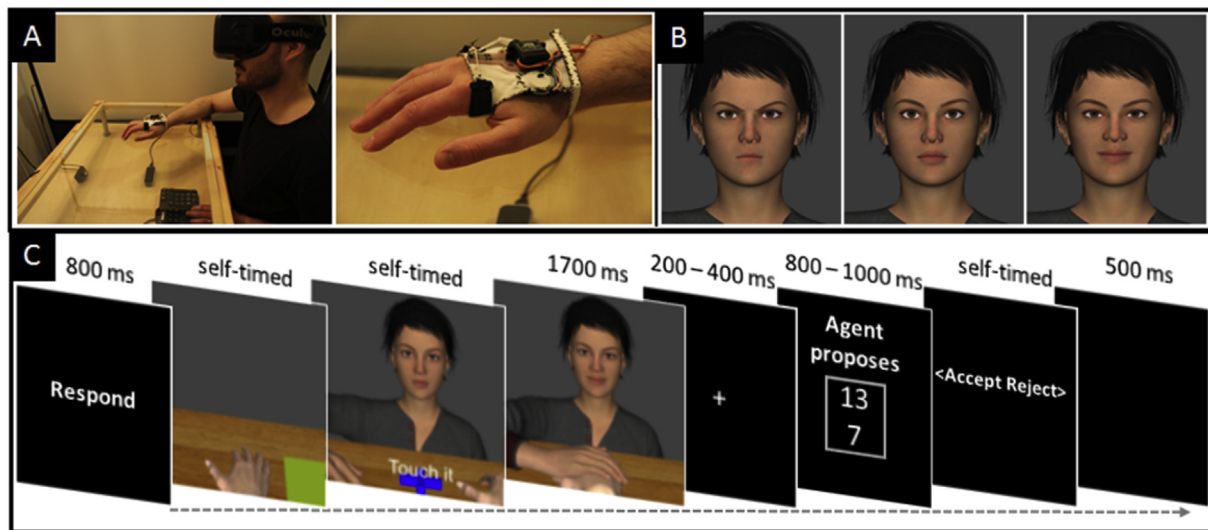 A
Oculus
B
C
800 ms
self-timed
self-timed
1700 ms
200 – 400 ms
800 – 1000 ms
self-timed
500 ms
Respond
Touch it
+
Agent
proposes
13
7
<Accept Reject>